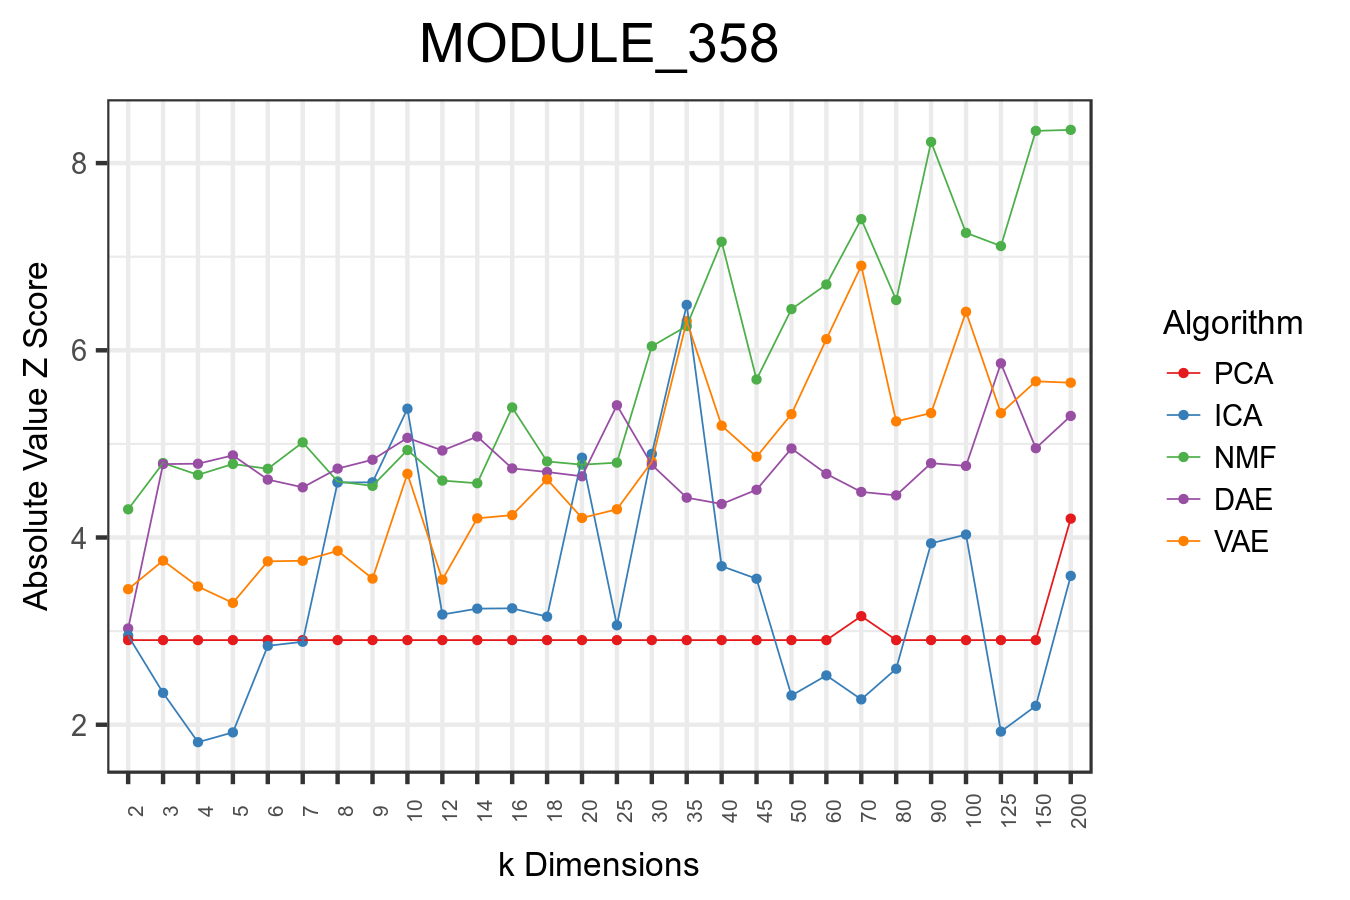 MODULE_358
Absolute Value Z Score
8
6
4
2
2 3 4 5 6 7 8 9 10 12 14 16 18 20 25 30 35 40 45 50 60 70 80 90 100 125 150 200
k Dimensions
Algorithm
PCA
ICA
NMF
DAE
VAE